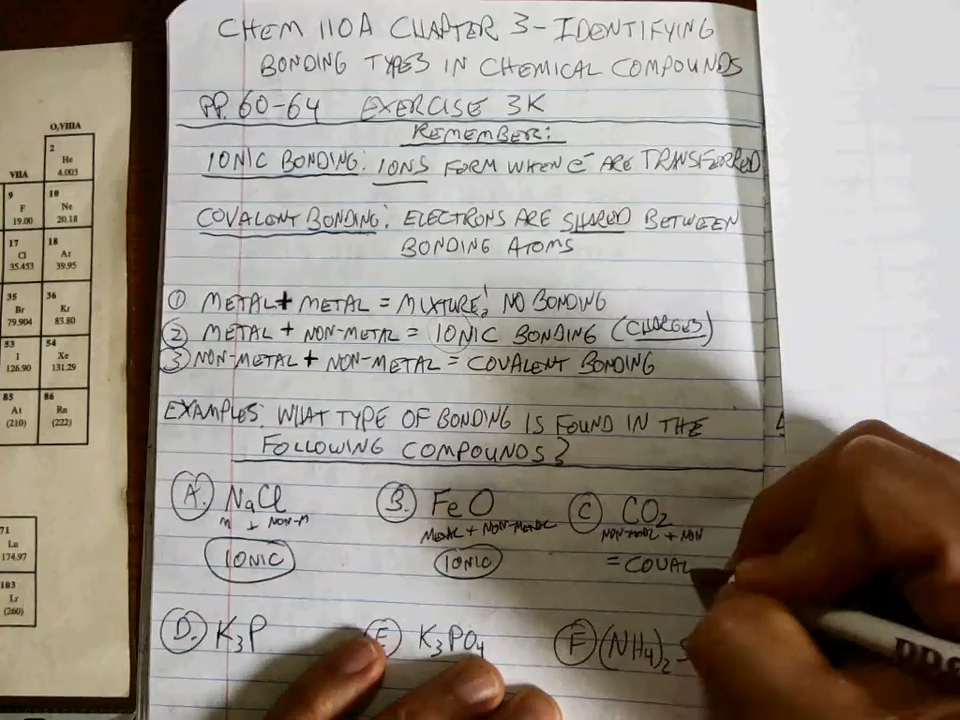 CHEM 110A CHAPTER 3 - IDENTIFYING
BONDING TYPES IN CHEMICAL COMPOUNDS
PP. 60-64 EXERCISE 3K
REMEMBER:
IONIC BONDING: IONS FORM WHEN e⁻ ARE TRANSFERRED
COVALENT BONDING: ELECTRONS ARE SHARED BETWEEN
BONDING ATOMS
① METAL + METAL = MIXTURE, NO BONDING
② METAL + NON-METAL = IONIC BONDING (CHARGES)
③ NON-METAL + NON-METAL = COVALENT BONDING
EXAMPLES: WHAT TYPE OF BONDING IS FOUND IN THE
FOLLOWING COMPOUNDS?
A. NaCl B. FeO C CO₂
M + NON-M METAL + NON-METAL NON-METAL + NON
IONIC IONIC = COVAL
D. K₃P E K₃PO₄ F (NH₄)₂ S
O,VIIIA
2
He
4.003
VIIA
9 10
F Ne
19.00 20.18
17 18
Cl Ar
35.453 39.95
35 36
Br Kr
79.904 83.80
53 54
I Xe
126.90 131.29
85 86
At Rn
(210) (222)
71
Lu
174.97
103
Lr
(260)